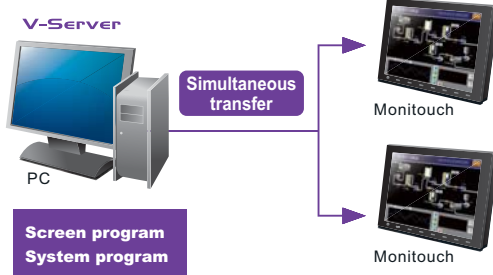 V-Server
Simultaneous
transfer
Monitouch
PC
Screen program
System program
Monitouch